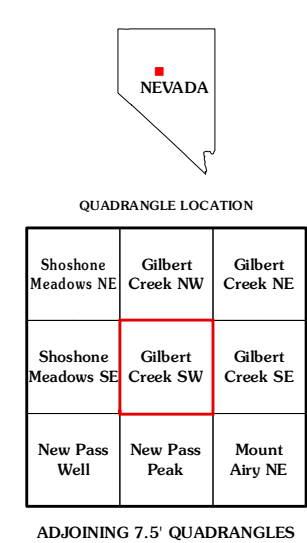 NEVADA
QUADRANGLE LOCATION
Shoshone
Meadows NE
Gilbert
Creek NW
Gilbert
Creek NE
Shoshone
Meadows SE
Gilbert
Creek SW
Gilbert
Creek SE
New Pass
Well
New Pass
Peak
Mount
Airy NE
ADJOINING 7.5' QUADRANGLES